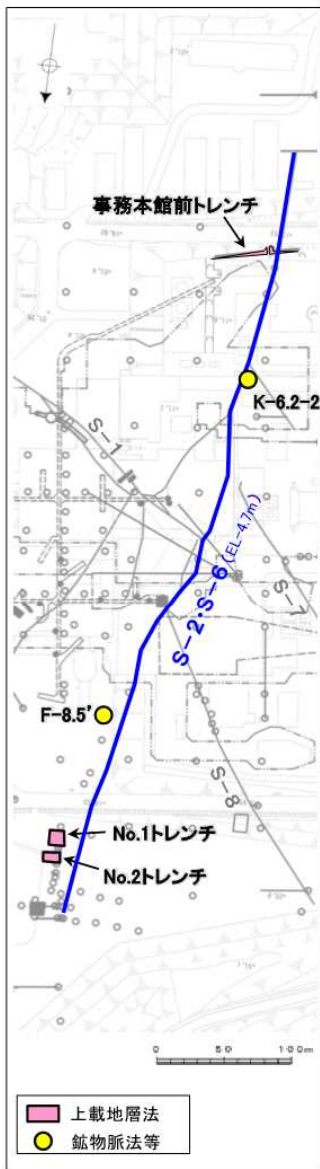 事務本館前トレンチ
K-6.2-2
S-1
S-2・S-6(EL-4.7m)
S-7
F-8.5'
S-8
No.1トレンチ
No.2トレンチ
0 50 100m
上載地層法
鉱物脈法等